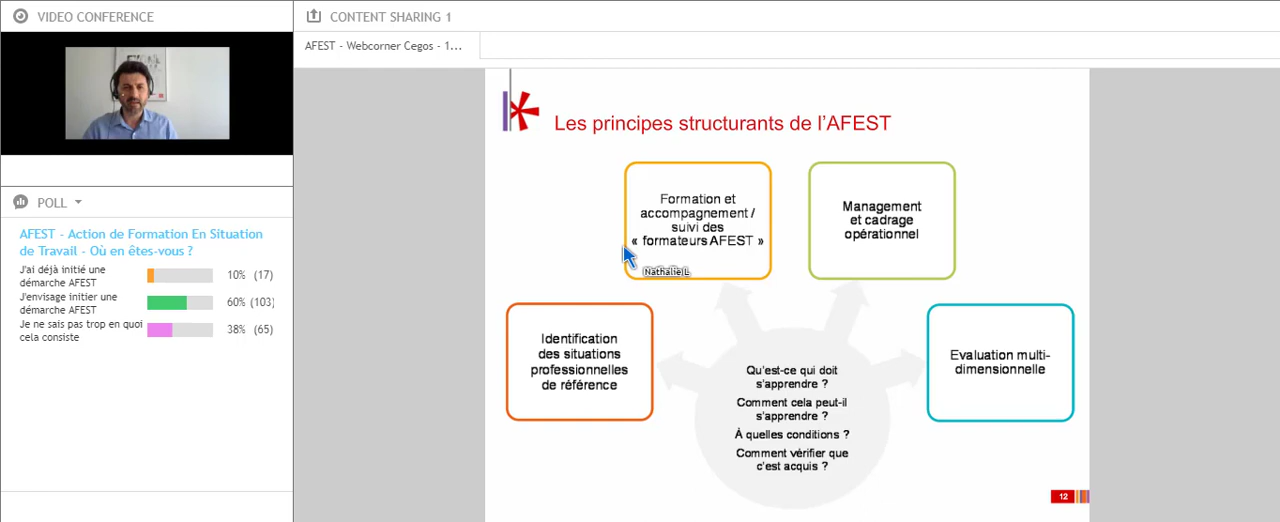 VIDEO CONFERENCE
CONTENT SHARING 1
AFEST - Webcorner Cegos - 1...
POLL
AFEST - Action de Formation En Situation
de Travail - Où en êtes-vous ?
J'ai déjà initié une
démarche AFEST
10% (17)
J'envisage initier une
démarche AFEST
60% (103)
Je ne sais pas trop en quoi
cela consiste
38% (65)
Les principes structurants de l'AFEST
Formation et
accompagnement /
suivi des
« formateurs AFEST »
Nathalie L
Management
et cadrage
opérationnel
Identification
des situations
professionnelles
de référence
Evaluation multi-
dimensionnelle
Qu'est-ce qui doit
s'apprendre ?
Comment cela peut-il
s'apprendre ?
À quelles conditions ?
Comment vérifier que
c'est acquis ?
12